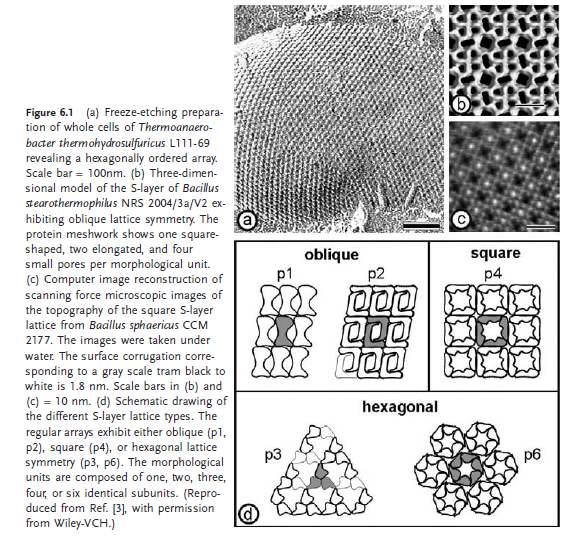 Figure 6.1 (a) Freeze-etching prepara-
tion of whole cells of Thermoanaero-
bacter thermohydrosulfuricus L111-69
revealing a hexagonally ordered array.
Scale bar = 100nm. (b) Three-dimen-
sional model of the S-layer of Bacillus
stearothermophilus NRS 2004/3a/V2 ex-
hibiting oblique lattice symmetry. The
protein meshwork shows one square-
shaped, two elongated, and four
small pores per morphological unit.
(c) Computer image reconstruction of
scanning force microscopic images of
the topography of the square S-layer
lattice from Bacillus sphaericus CCM
2177. The images were taken under
water. The surface corrugation corre-
sponding to a gray scale tram black to
white is 1.8 nm. Scale bars in (b) and
(c) = 10 nm. (d) Schematic drawing of
the different S-layer lattice types. The
regular arrays exhibit either oblique (p1,
p2), square (p4), or hexagonal lattice
symmetry (p3, p6). The morphological
units are composed of one, two, three,
four, or six identical subunits. (Repro-
duced from Ref. [3], with permission
from Wiley-VCH.)
a
b
c
oblique
square
p1
p2
p4
hexagonal
p3
p6
d